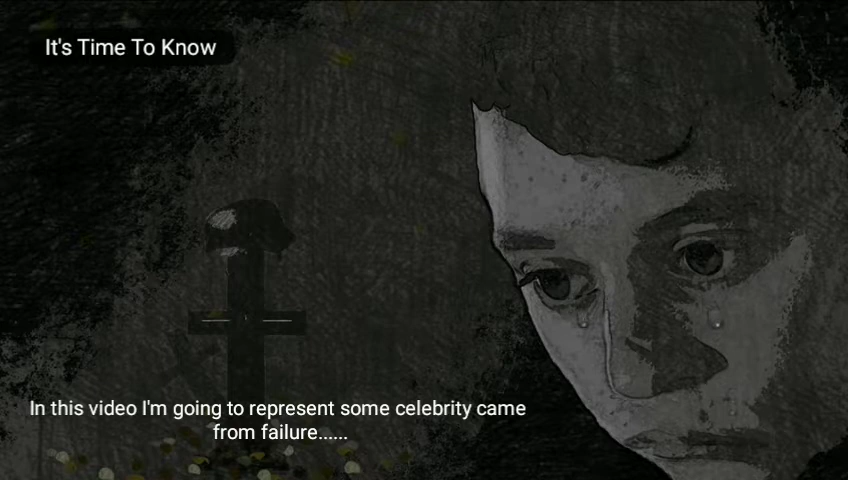 It's Time To Know
In this video I'm going to represent some celebrity came
from failure......